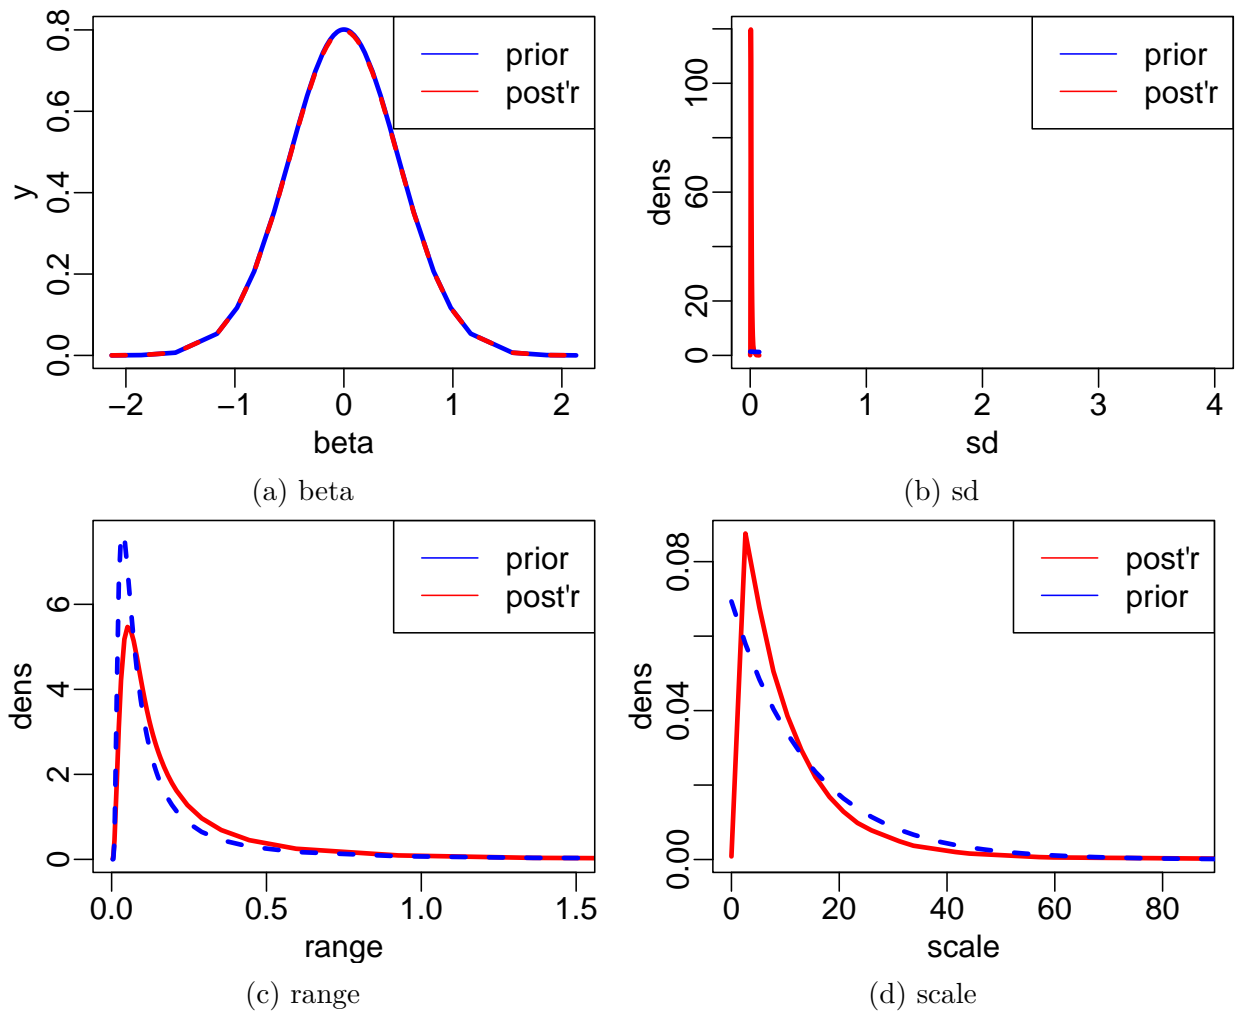 0.8
0.6
0.4
0.2
0.0
y
prior
post'r
−2 −1 0 1 2
beta
(a) beta
100
60
20
0
dens
prior
post'r
0 1 2 3 4
sd
(b) sd
6
4
2
0
dens
prior
post'r
0.0 0.5 1.0 1.5
range
(c) range
0.08
0.04
0.00
dens
post'r
prior
0 20 40 60 80
scale
(d) scale